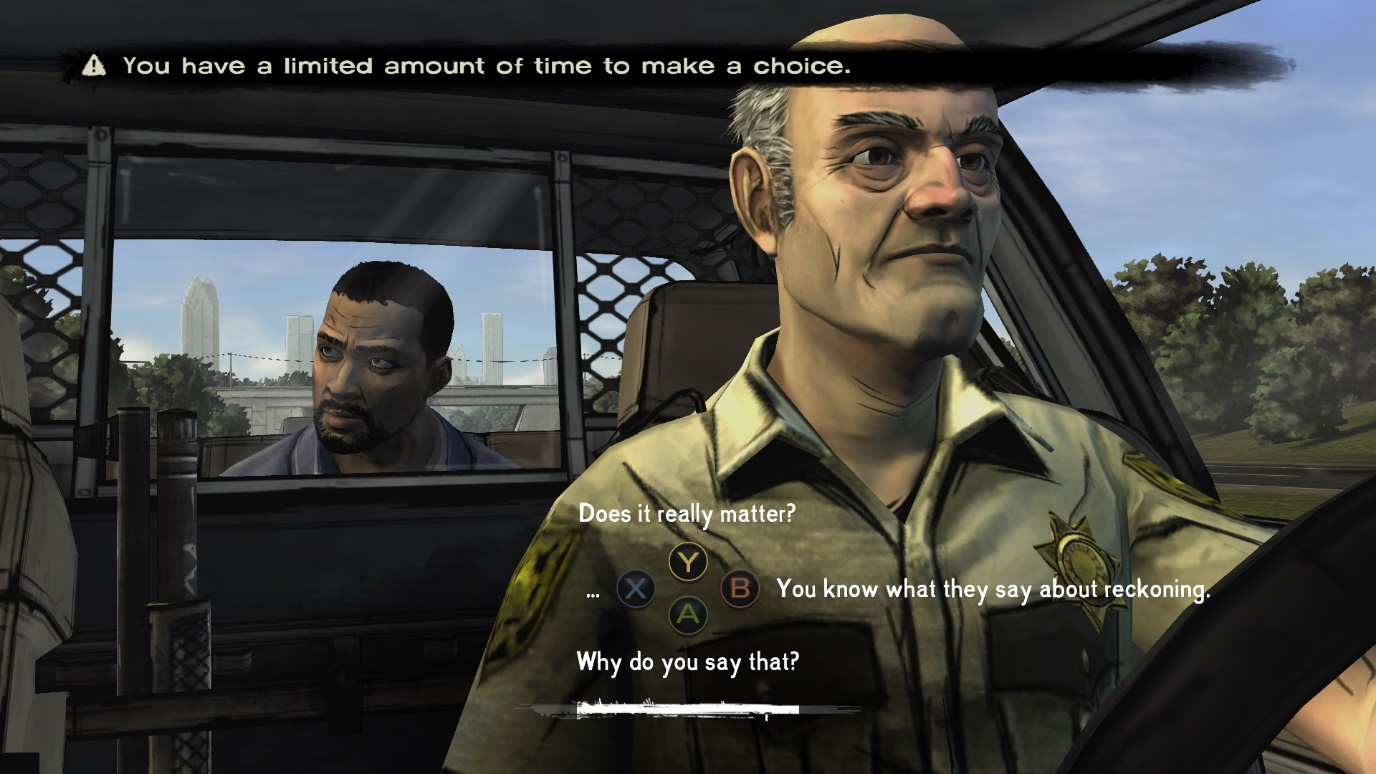 You have a limited amount of time to make a choice.
Does it really matter?
Y
... X B You know what they say about reckoning.
A
Why do you say that?